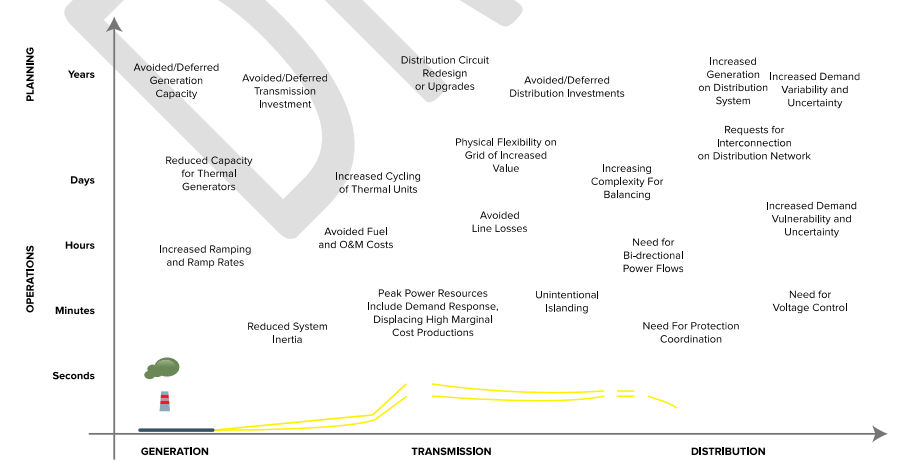 PLANNING
OPERATIONS
Years
Days
Hours
Minutes
Seconds
Avoided/Deferred
Generation
Capacity
Avoided/Deferred
Transmission
Investment
Distribution Circuit
Redesign
or Upgrades
Avoided/Deferred
Distribution Investments
Increased
Generation
on Distribution
System
Increased Demand
Variability and
Uncertainty
Requests for
Interconnection
on Distribution Network
Physical Flexibility on
Grid of Increased
Value
Reduced Capacity
for Thermal
Generators
Increased Cycling
of Thermal Units
Increasing
Complexity For
Balancing
Increased Demand
Vulnerability and
Uncertainty
Avoided
Line Losses
Avoided Fuel
and O&M Costs
Increased Ramping
and Ramp Rates
Need for
Bi-drectional
Power Flows
Peak Power Resources
Include Demand Response,
Displacing High Marginal
Cost Productions
Unintentional
Islanding
Need for
Voltage Control
Reduced System
Inertia
Need For Protection
Coordination
GENERATION
TRANSMISSION
DISTRIBUTION